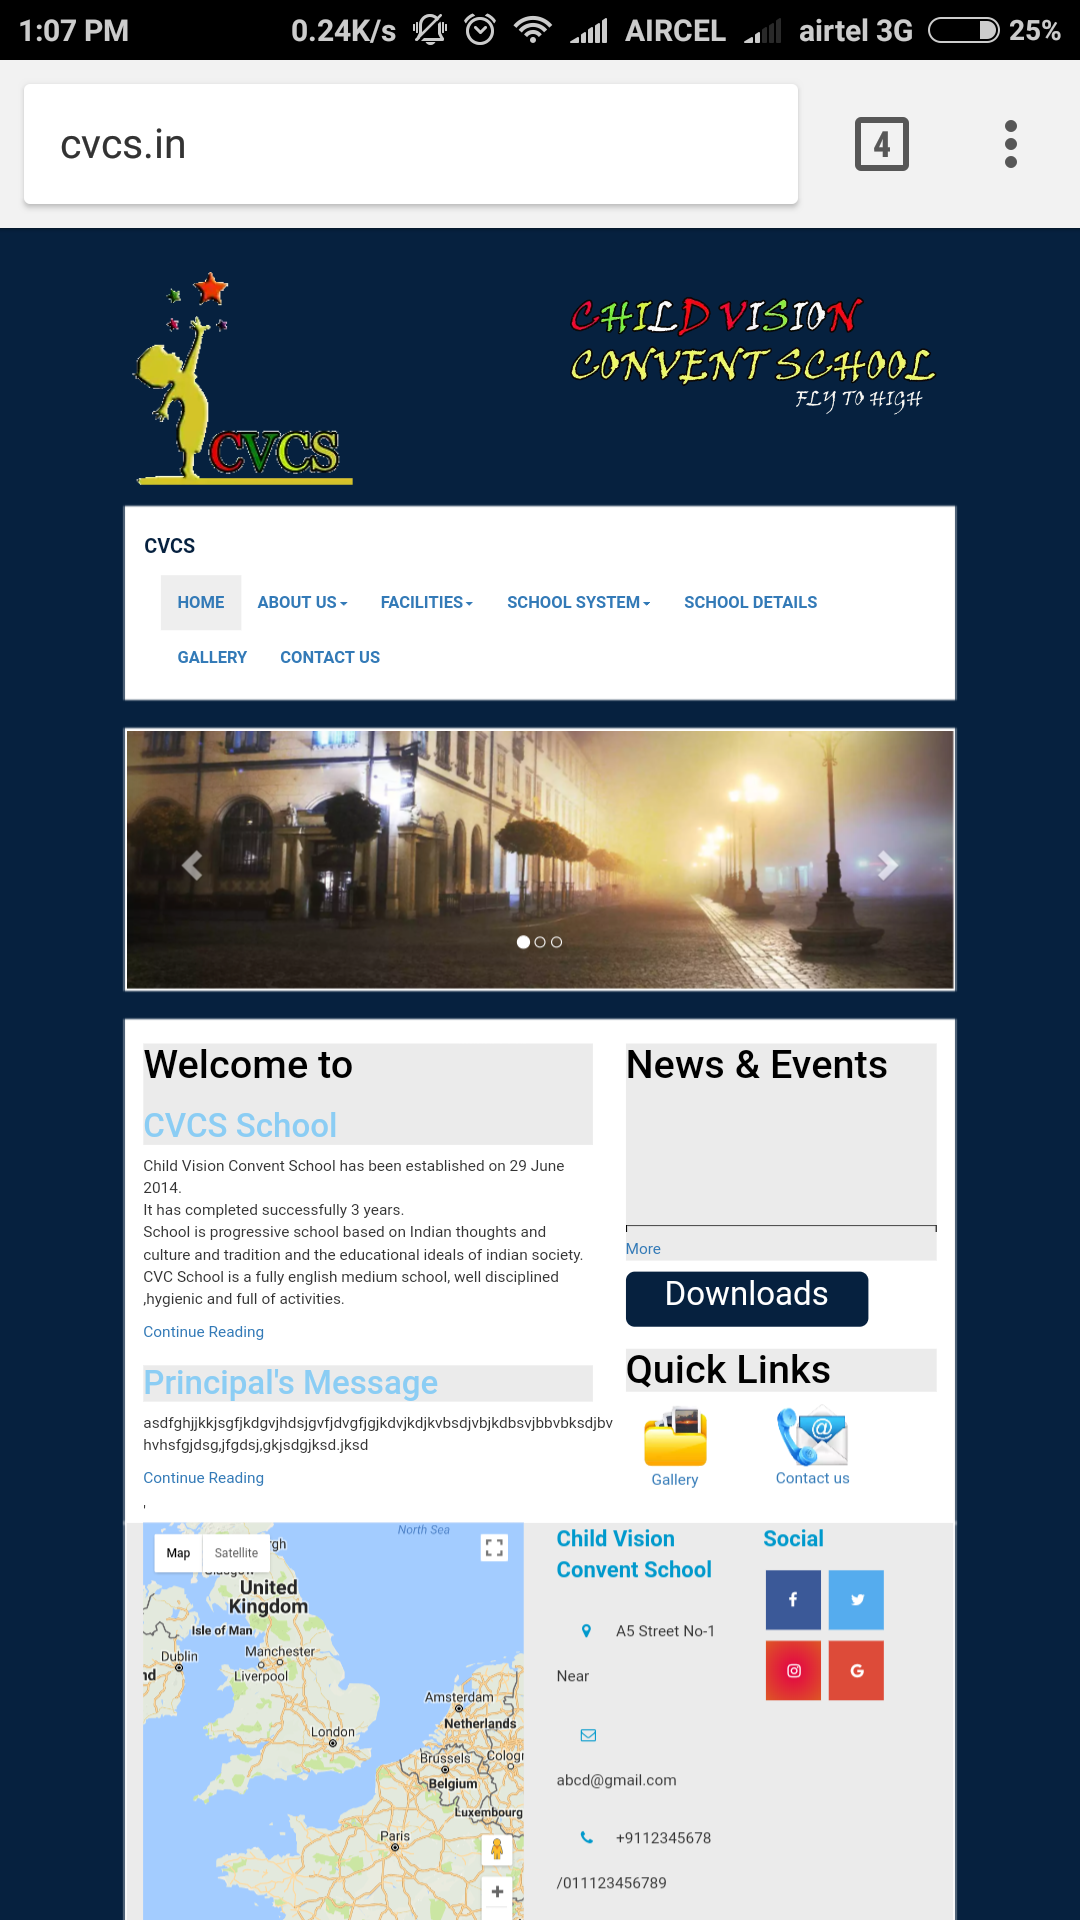 1:07 PM 0.24K/s AIRCEL airtel 3G 25%
cvcs.in 4
CHILD VISION
CONVENT SCHOOL
FLY TO HIGH
CVCS
CVCS
HOME ABOUT US FACILITIES SCHOOL SYSTEM SCHOOL DETAILS
GALLERY CONTACT US
Welcome to
CVCS School
Child Vision Convent School has been established on 29 June
2014.
It has completed successfully 3 years.
School is progressive school based on Indian thoughts and
culture and tradition and the educational ideals of indian society.
CVC School is a fully english medium school, well disciplined
,hygienic and full of activities.
Continue Reading
Principal's Message
asdfghjjkkjsgfjkdgvjhdsjgvfjdvgfjgjkdvjkdjkvbsdjvbjkdbsvjbbvbksdjbv
hvhsfgjdsg,jfgdsj,gkjsdgjksd.jksd
Continue Reading
'
News & Events
More
Downloads
Quick Links
Gallery Contact us
Map Satellite
North Sea
United
Kingdom
Isle of Man
Dublin
Manchester
Liverpool
London
Amsterdam
Netherlands
Brussels
Belgium
Luxembourg
Paris
Child Vision
Convent School
A5 Street No-1
Near
abcd@gmail.com
+9112345678
/011123456789
Social